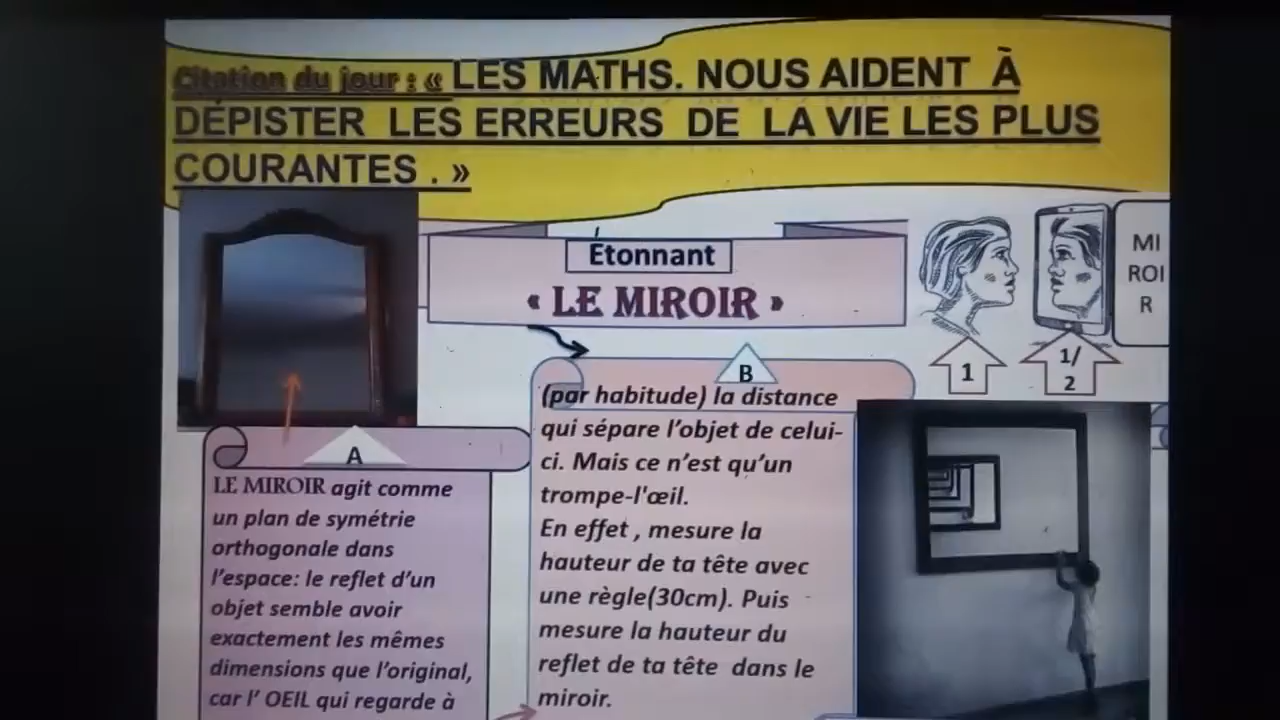 Citation du jour : « LES MATHS. NOUS AIDENT À
DÉPISTER LES ERREURS DE LA VIE LES PLUS
COURANTES . »
Étonnant
« LE MIROIR »
MI
ROI
R
1
1/
2
A
LE MIROIR agit comme
un plan de symétrie
orthogonale dans
l'espace: le reflet d'un
objet semble avoir
exactement les mêmes
dimensions que l'original,
car l' OEIL qui regarde à
B
(par habitude) la distance
qui sépare l'objet de celui-
ci. Mais ce n'est qu'un
trompe-l'œil.
En effet , mesure la
hauteur de ta tête avec
une règle(30cm). Puis
mesure la hauteur du
reflet de ta tête dans le
miroir.